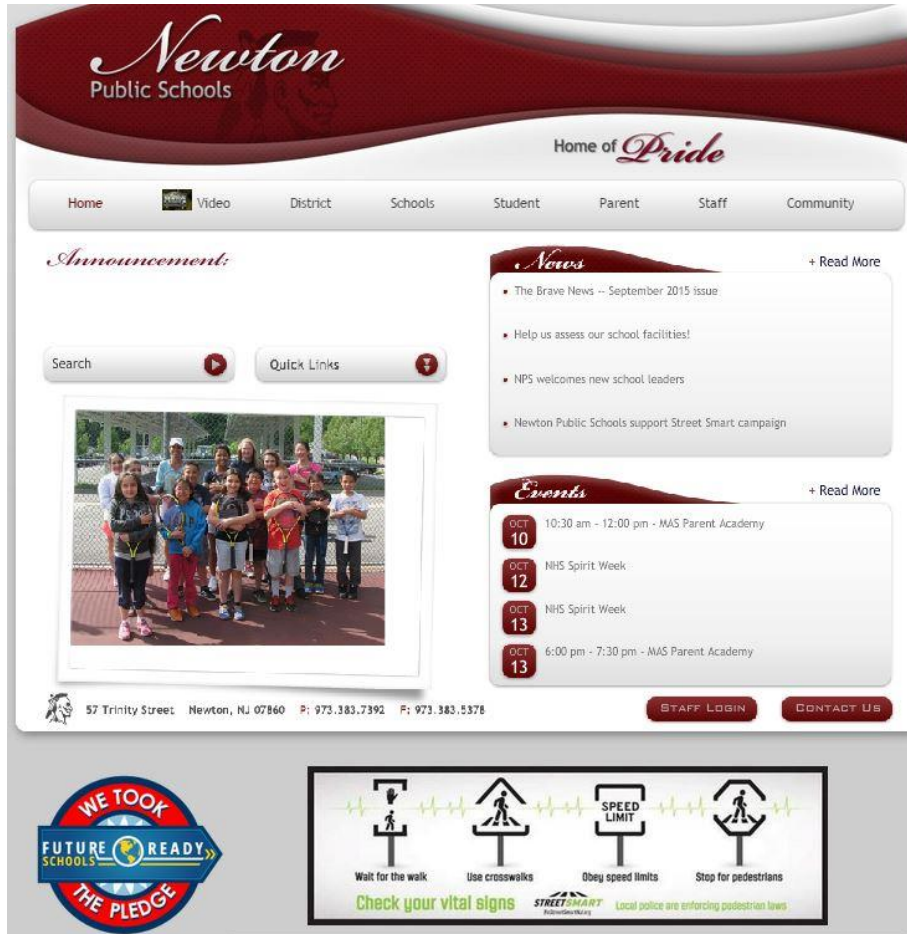 Newton
Public Schools
Home of Pride
Home Video District Schools Student Parent Staff Community
Announcement:
News
+ Read More
The Brave News -- September 2015 issue
Help us assess our school facilities!
NPS welcomes new school leaders
Newton Public Schools support Street Smart campaign
Search
Quick Links
Events
+ Read More
OCT
10
10:30 am - 12:00 pm - MAS Parent Academy
OCT
12
NHS Spirit Week
OCT
13
NHS Spirit Week
OCT
13
6:00 pm - 7:30 pm - MAS Parent Academy
57 Trinity Street Newton, NJ 07860 P: 973.383.7392 F: 973.383.5378
STAFF LOGIN
CONTACT US
WE TOOK
FUTURE READY
SCHOOLS
THE PLEDGE
SPEED
LIMIT
Wait for the walk
Use crosswalks
Obey speed limits
Stop for pedestrians
Check your vital signs
STREETSMART
Local police are enforcing pedestrian laws